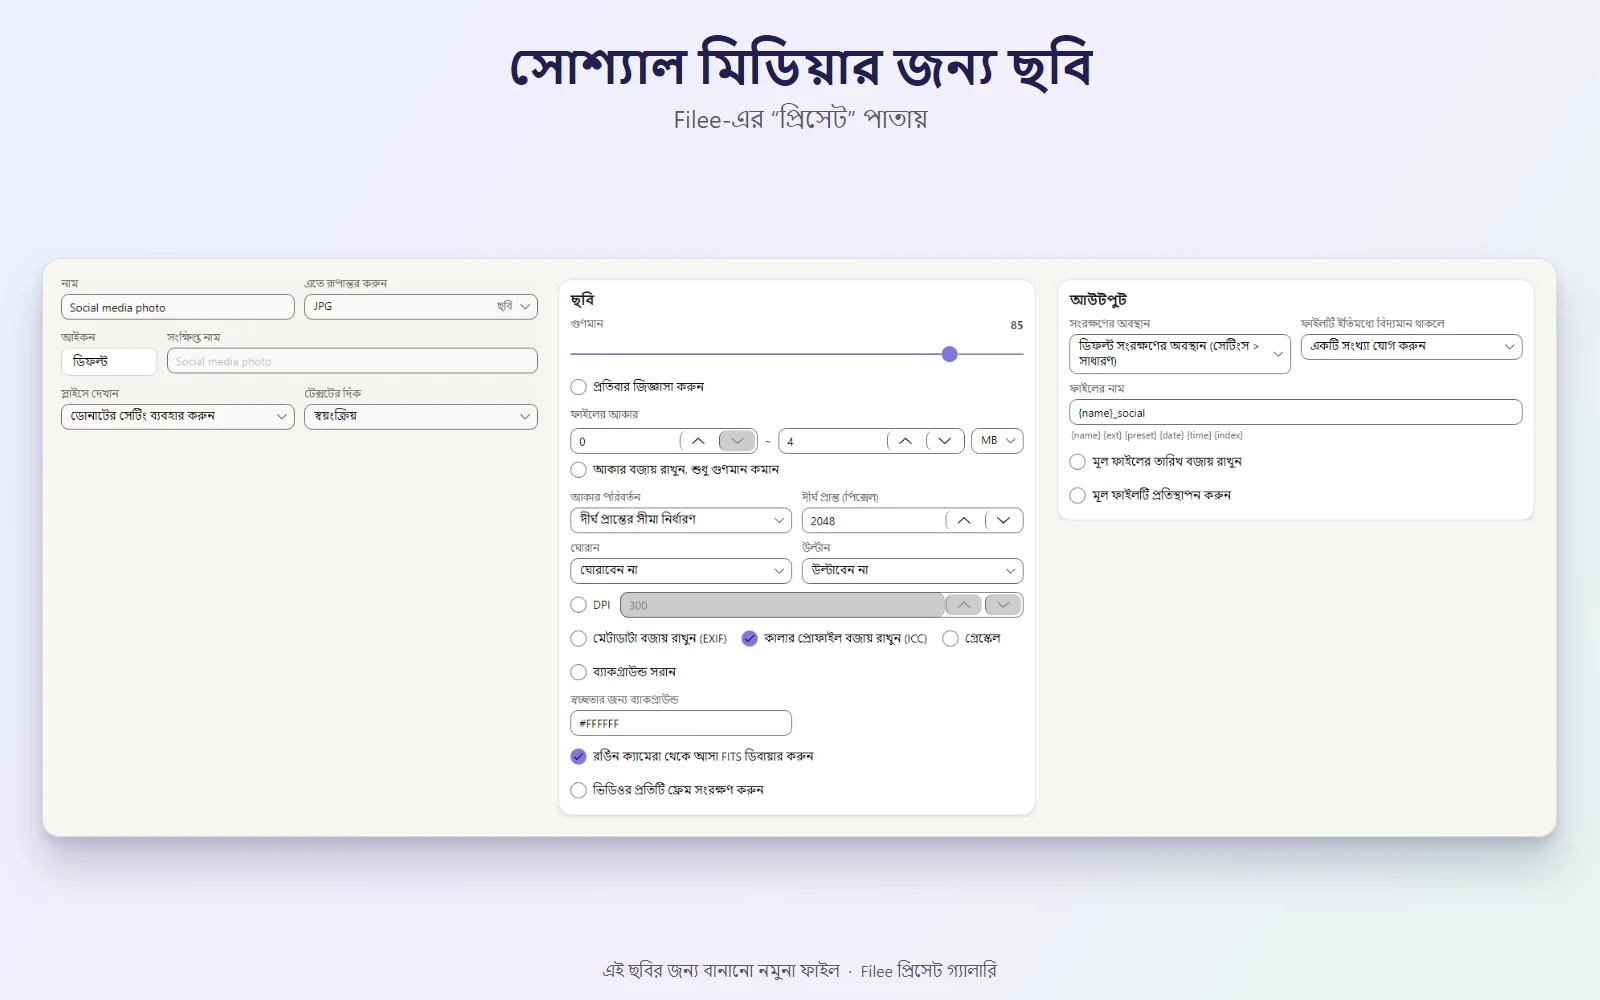 সোশ্যাল মিডিয়ার জন্য ছবি
Filee-এর “প্রিসেট” পাতায়
নাম
Social media photo
এতে রূপান্তর করুন
JPG ছবি
আইকন
ডিফল্ট
সংক্ষিপ্ত নাম
Social media photo
স্লাইসে দেখান
ডোনাটের সেটিং ব্যবহার করুন
টেক্সটের দিক
স্বয়ংক্রিয়
ছবি
গুণমান 85
প্রতিবার জিজ্ঞাসা করুন
ফাইলের আকার
0 ~ 4 MB
আকার বজায় রাখুন, শুধু গুণমান কমান
আকার পরিবর্তন
দীর্ঘ প্রান্তের সীমা নির্ধারণ
দীর্ঘ প্রান্ত (পিক্সেল)
2048
ঘোরান
ঘোরাবেন না
উল্টান
উল্টাবেন না
DPI 300
মেটাডাটা বজায় রাখুন (EXIF)
কালার প্রোফাইল বজায় রাখুন (ICC)
গ্রেস্কেল
ব্যাকগ্রাউন্ড সরান
স্বচ্ছতার জন্য ব্যাকগ্রাউন্ড
#FFFFFF
রঙিন ক্যামেরা থেকে আসা FITS ডিবায়ার করুন
ভিডিওর প্রতিটি ফ্রেম সংরক্ষণ করুন
আউটপুট
সংরক্ষণের অবস্থান
ডিফল্ট সংরক্ষণের অবস্থান (সেটিংস >
সাধারণ)
ফাইলটি ইতিমধ্যে বিদ্যমান থাকলে
একটি সংখ্যা যোগ করুন
ফাইলের নাম
{name}_social
{name} {ext} {preset} {date} {time} {index}
মূল ফাইলের তারিখ বজায় রাখুন
মূল ফাইলটি প্রতিস্থাপন করুন
এই ছবির জন্য বানানো নমুনা ফাইল · Filee প্রিসেট গ্যালারি